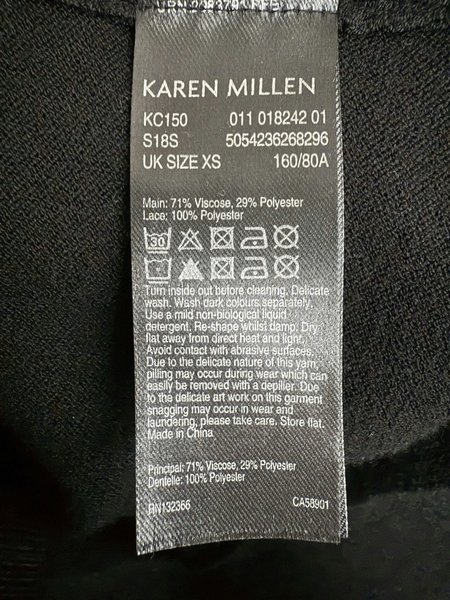 KAREN MILLEN
KC150 011 018242 01
S18S 5054236268296
UK SIZE XS 160/80A
Main: 71% Viscose, 29% Polyester
Lace: 100% Polyester
30
Turn inside out before cleaning. Delicate
wash. Wash dark colours separately.
Use a mild non-biological liquid
detergent. Re-shape whilst damp. Dry
flat away from direct heat and light.
Avoid contact with abrasive surfaces.
Due to the delicate nature of this yarn,
pilling may occur during wear which can
easily be removed with a depiller. Due
to the delicate art work on this garment
snagging may occur in wear and
laundering, please take care. Store flat.
Made in China
Principal: 71% Viscose, 29% Polyester
Dentelle: 100% Polyester
RN132366 CA58901